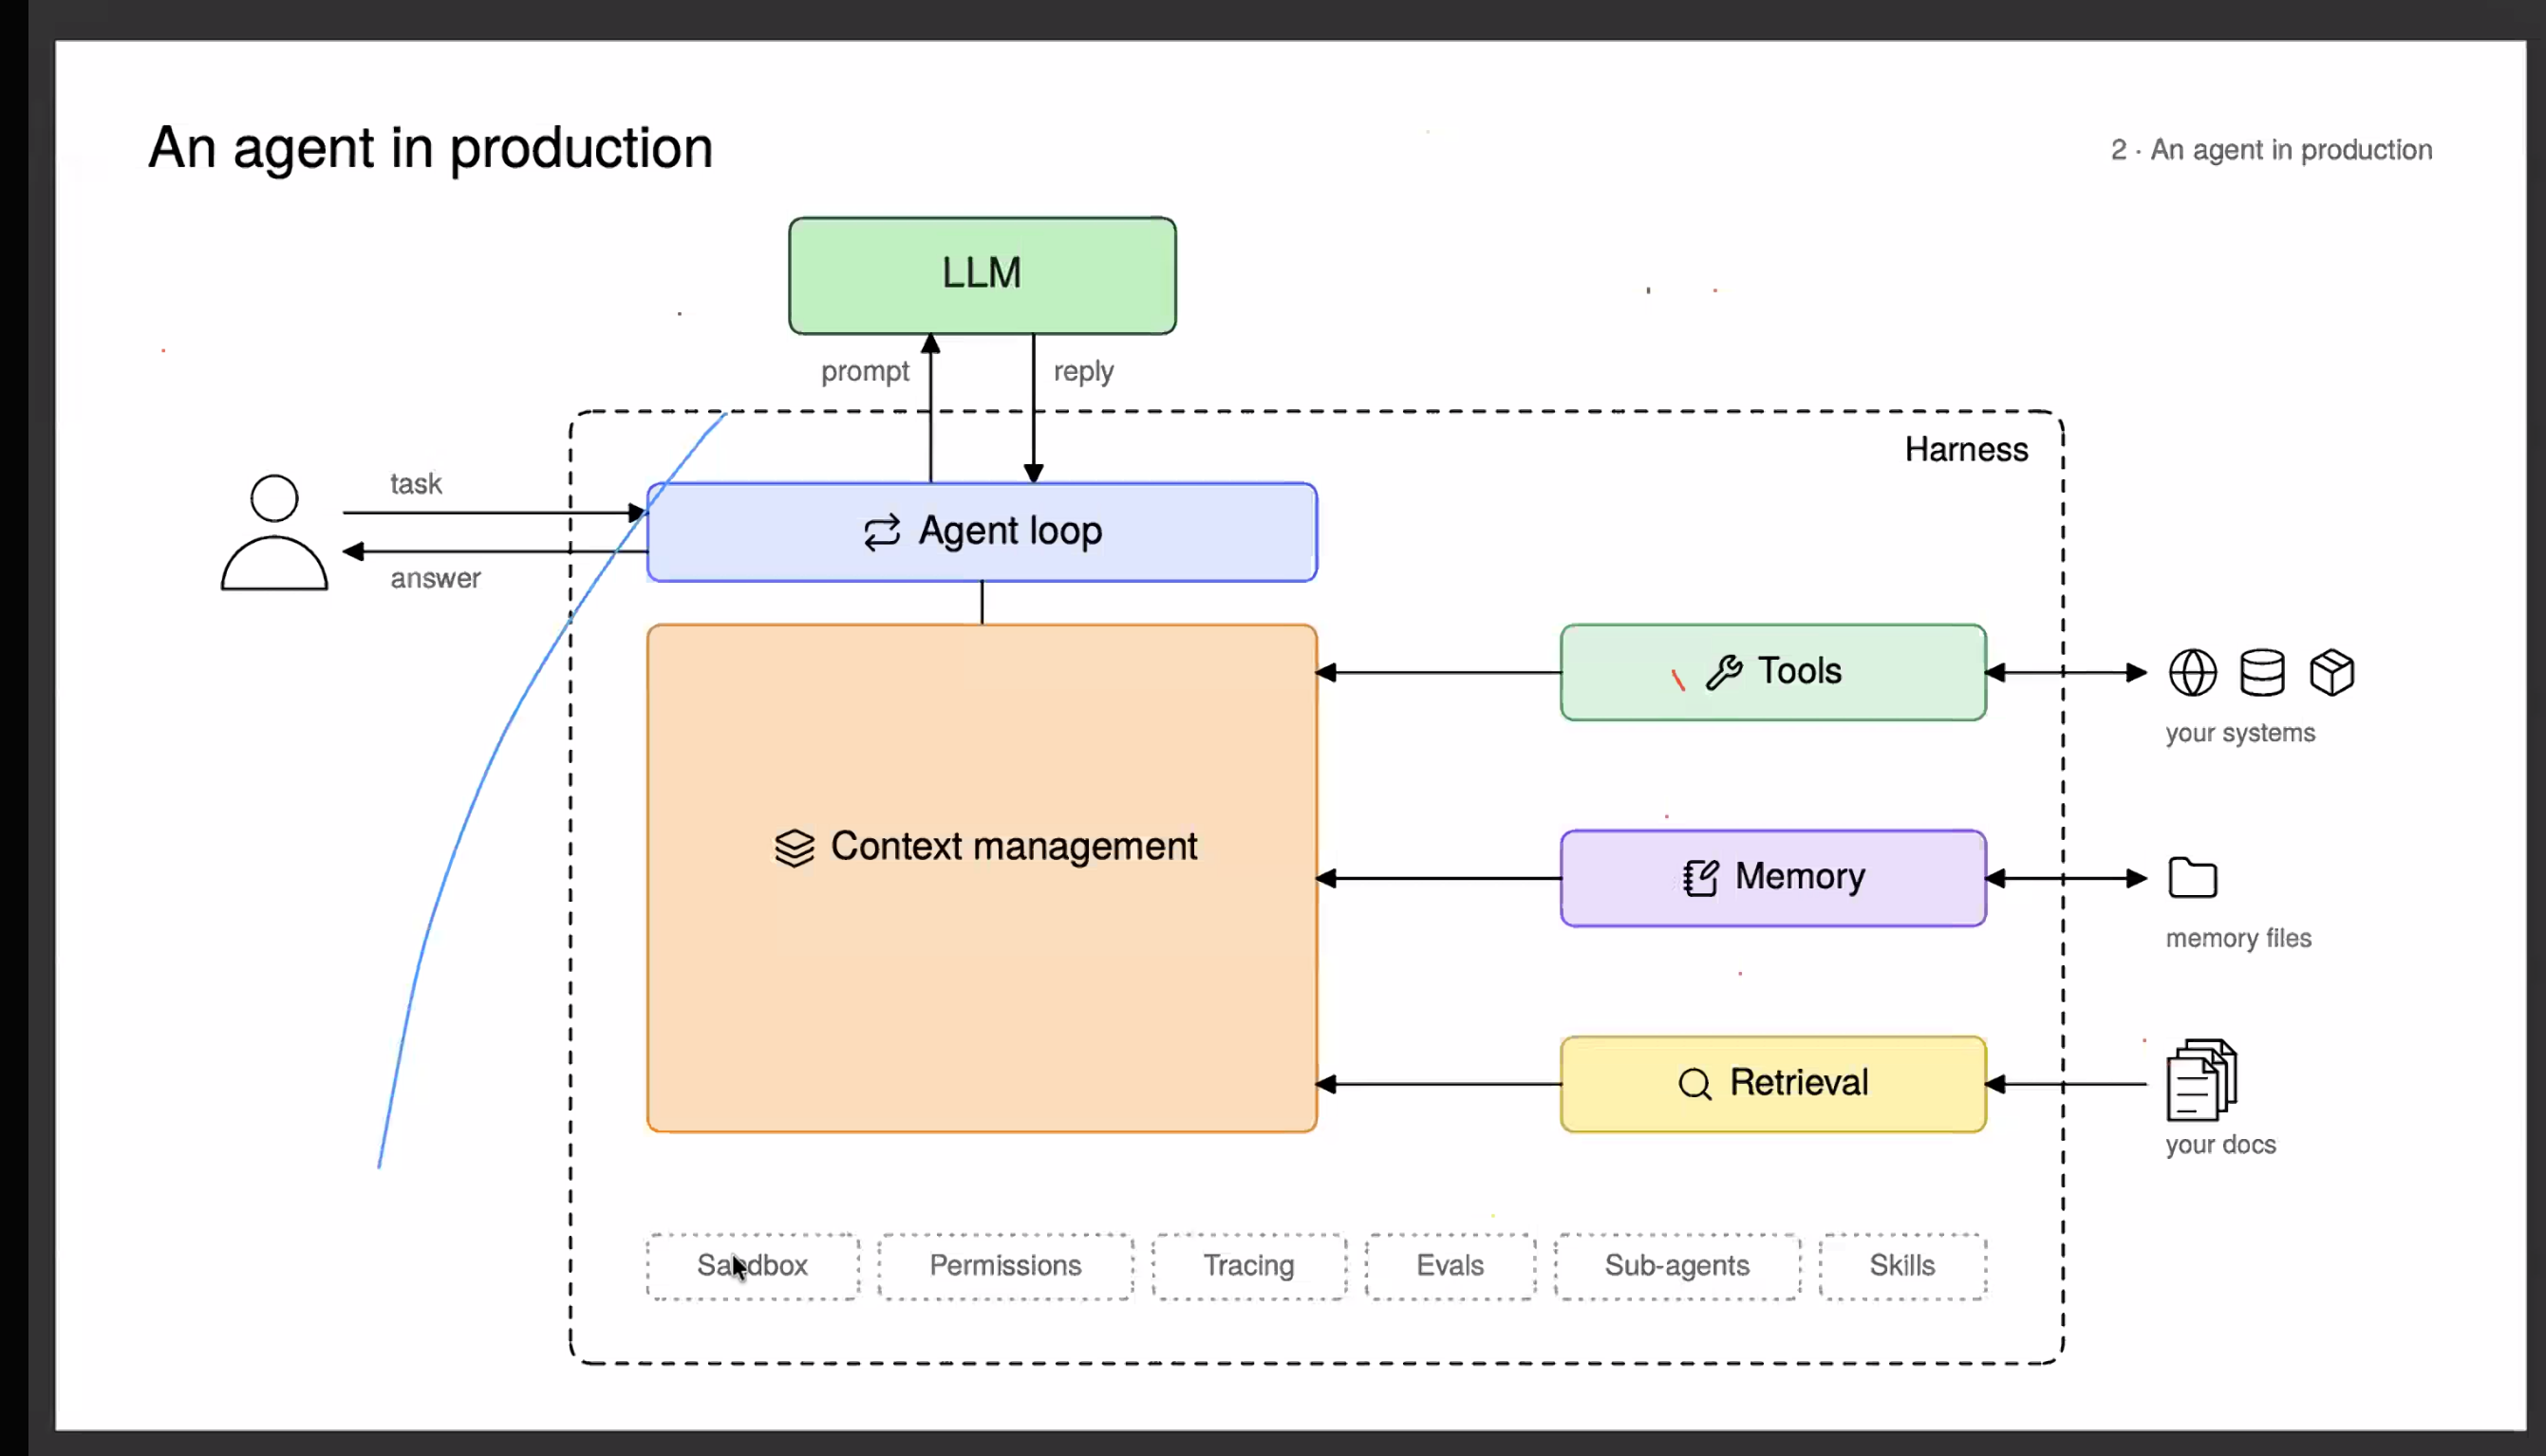 An agent in production
2 · An agent in production
LLM
prompt
reply
Harness
task
Agent loop
answer
Tools
your systems
Context management
Memory
memory files
Retrieval
your docs
Sandbox
Permissions
Tracing
Evals
Sub-agents
Skills